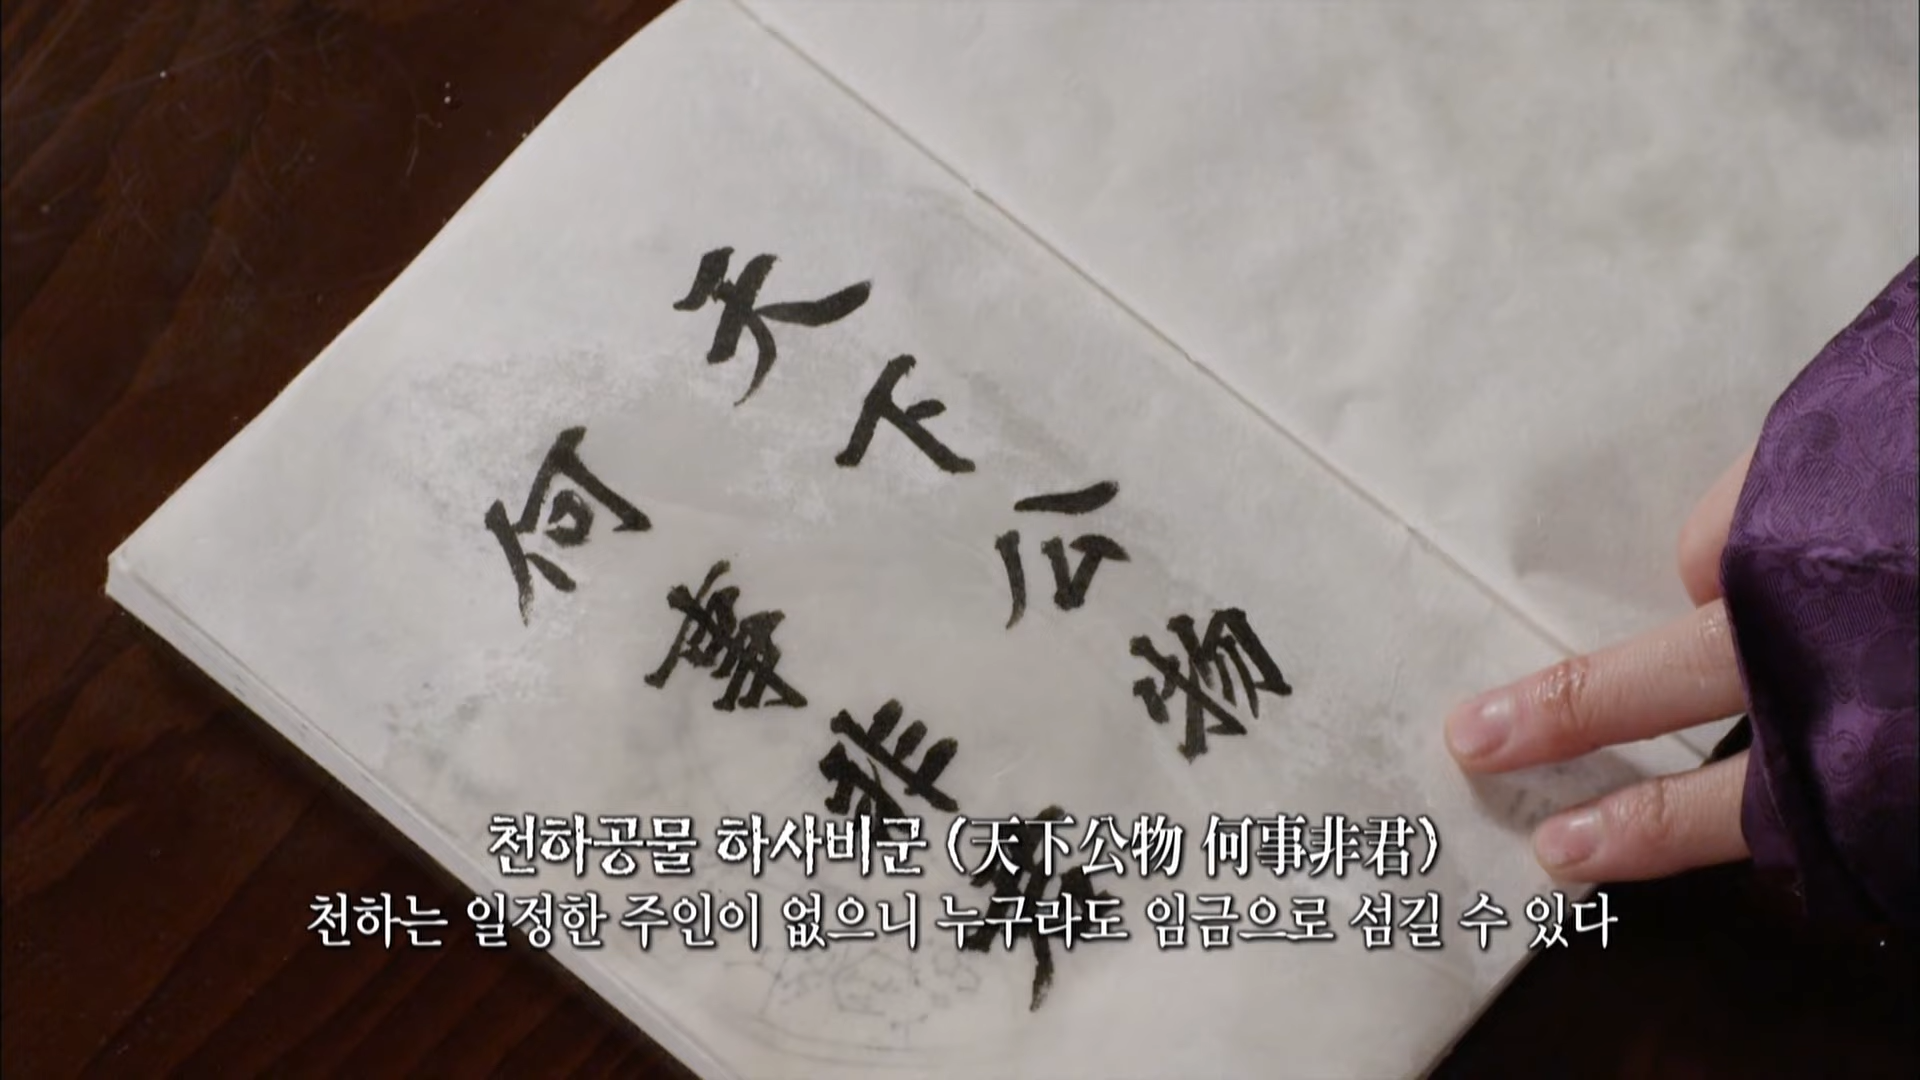 天下公物
何事非君
천하공물 하사비군 (天下公物 何事非君)
천하는 일정한 주인이 없으니 누구라도 임금으로 섬길 수 있다